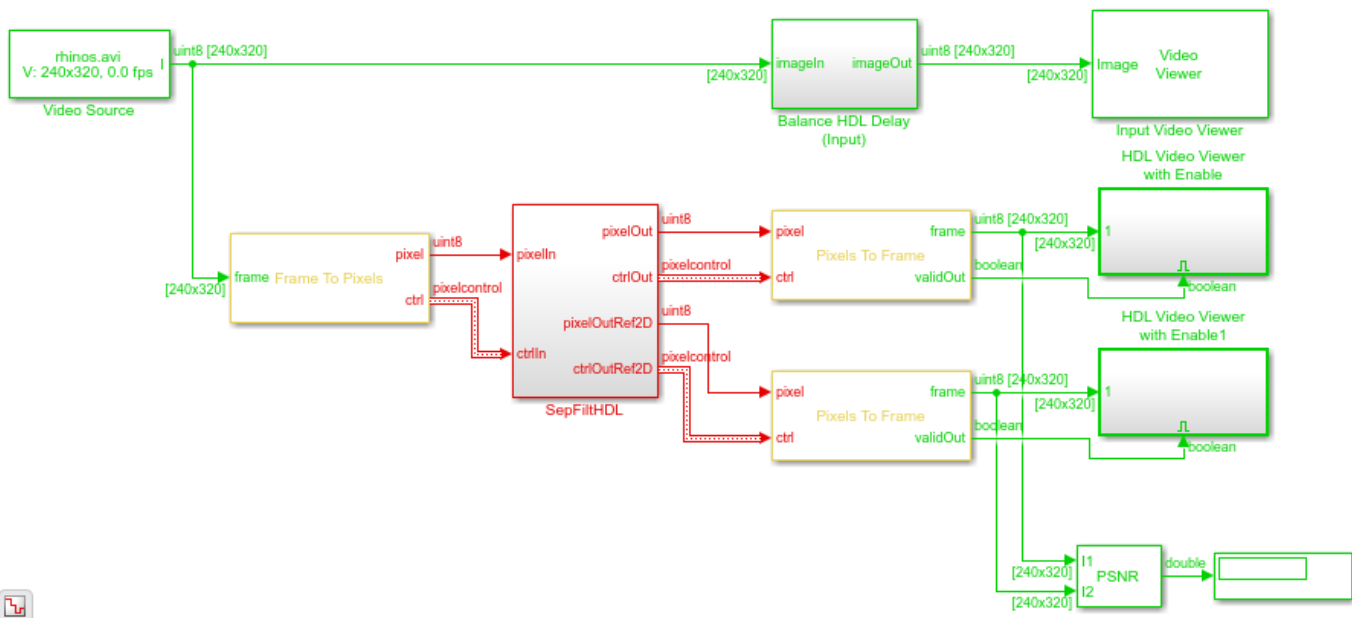 rhinos.avi
V: 240x320, 0.0 fps
I
Video Source
uint8 [240x320]
[240x320]
imageIn
imageOut
Balance HDL Delay
(Input)
uint8 [240x320]
[240x320]
Image
Video
Viewer
Input Video Viewer
[240x320]
frame
Frame To Pixels
pixel
ctrl
uint8
pixelcontrol
pixelIn
ctrlIn
pixelOut
ctrlOut
pixelOutRef2D
ctrlOutRef2D
SepFiltHDL
uint8
pixelcontrol
uint8
pixelcontrol
pixel
ctrl
Pixels To Frame
frame
validOut
uint8 [240x320]
[240x320]
boolean
HDL Video Viewer
with Enable
1
boolean
pixel
ctrl
Pixels To Frame
frame
validOut
uint8 [240x320]
[240x320]
boolean
HDL Video Viewer
with Enable1
1
boolean
[240x320]
[240x320]
I1
I2
PSNR
double